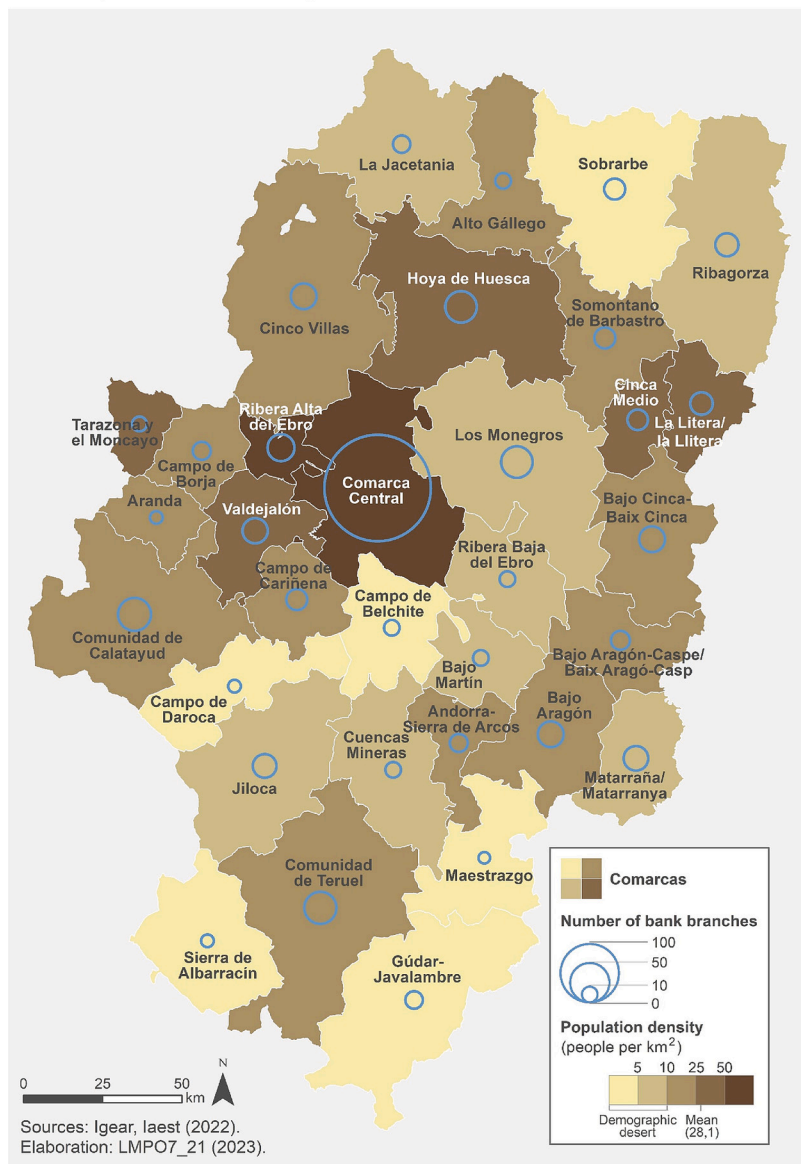 La Jacetania
Alto Gállego
Sobrarbe
Ribagorza
Hoya de Huesca
Cinco Villas
Somontano
de Barbastro
Cinca
Medio
La Litera/
la Llitera
Tarazona y
el Moncayo
Ribera Alta
del Ebro
Campo de
Borja
Los Monegros
Comarca
Central
Aranda
Valdejalón
Bajo Cinca-
Baix Cinca
Ribera Baja
del Ebro
Campo de
Cariñena
Campo de
Belchite
Comunidad de
Calatayud
Bajo
Martín
Bajo Aragón-Caspe/
Baix Aragó-Casp
Campo de
Daroca
Andorra-
Sierra de Arcos
Bajo
Aragón
Cuencas
Mineras
Jiloca
Matarraña/
Matarranya
Comunidad
de Teruel
Maestrazgo
Sierra de
Albarracín
Gúdar-
Javalambre
Comarcas
Number of bank branches
100
50
10
0
Population density
(people per km²)
5 10 25 50
Demographic
desert
Mean
(28,1)
N
0 25 50
km
Sources: Igear, Iaest (2022).
Elaboration: LMPO7_21 (2023).